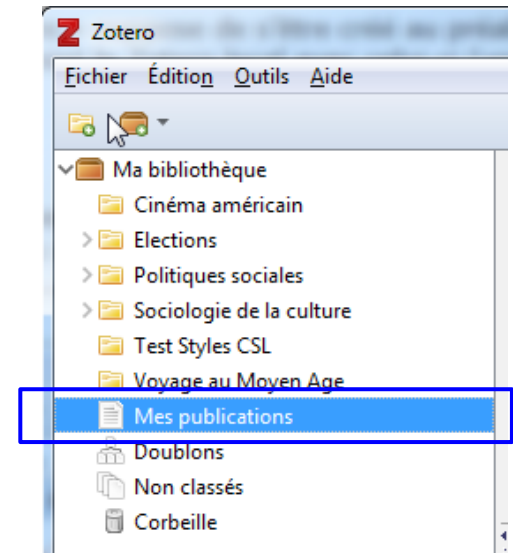 Zotero
Fichier Édition Outils Aide
Ma bibliothèque
Cinéma américain
Elections
Politiques sociales
Sociologie de la culture
Test Styles CSL
Voyage au Moyen Age
Mes publications
Doublons
Non classés
Corbeille